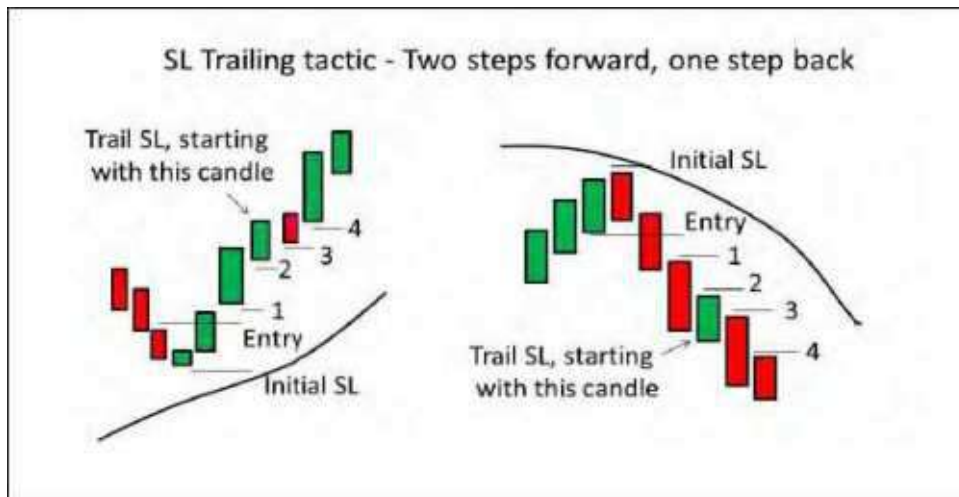 SL Trailing tactic - Two steps forward, one step back
Trail SL, starting
with this candle
4
3
2
1
Entry
Initial SL
Initial SL
Entry
1
2
3
4
Trail SL, starting
with this candle